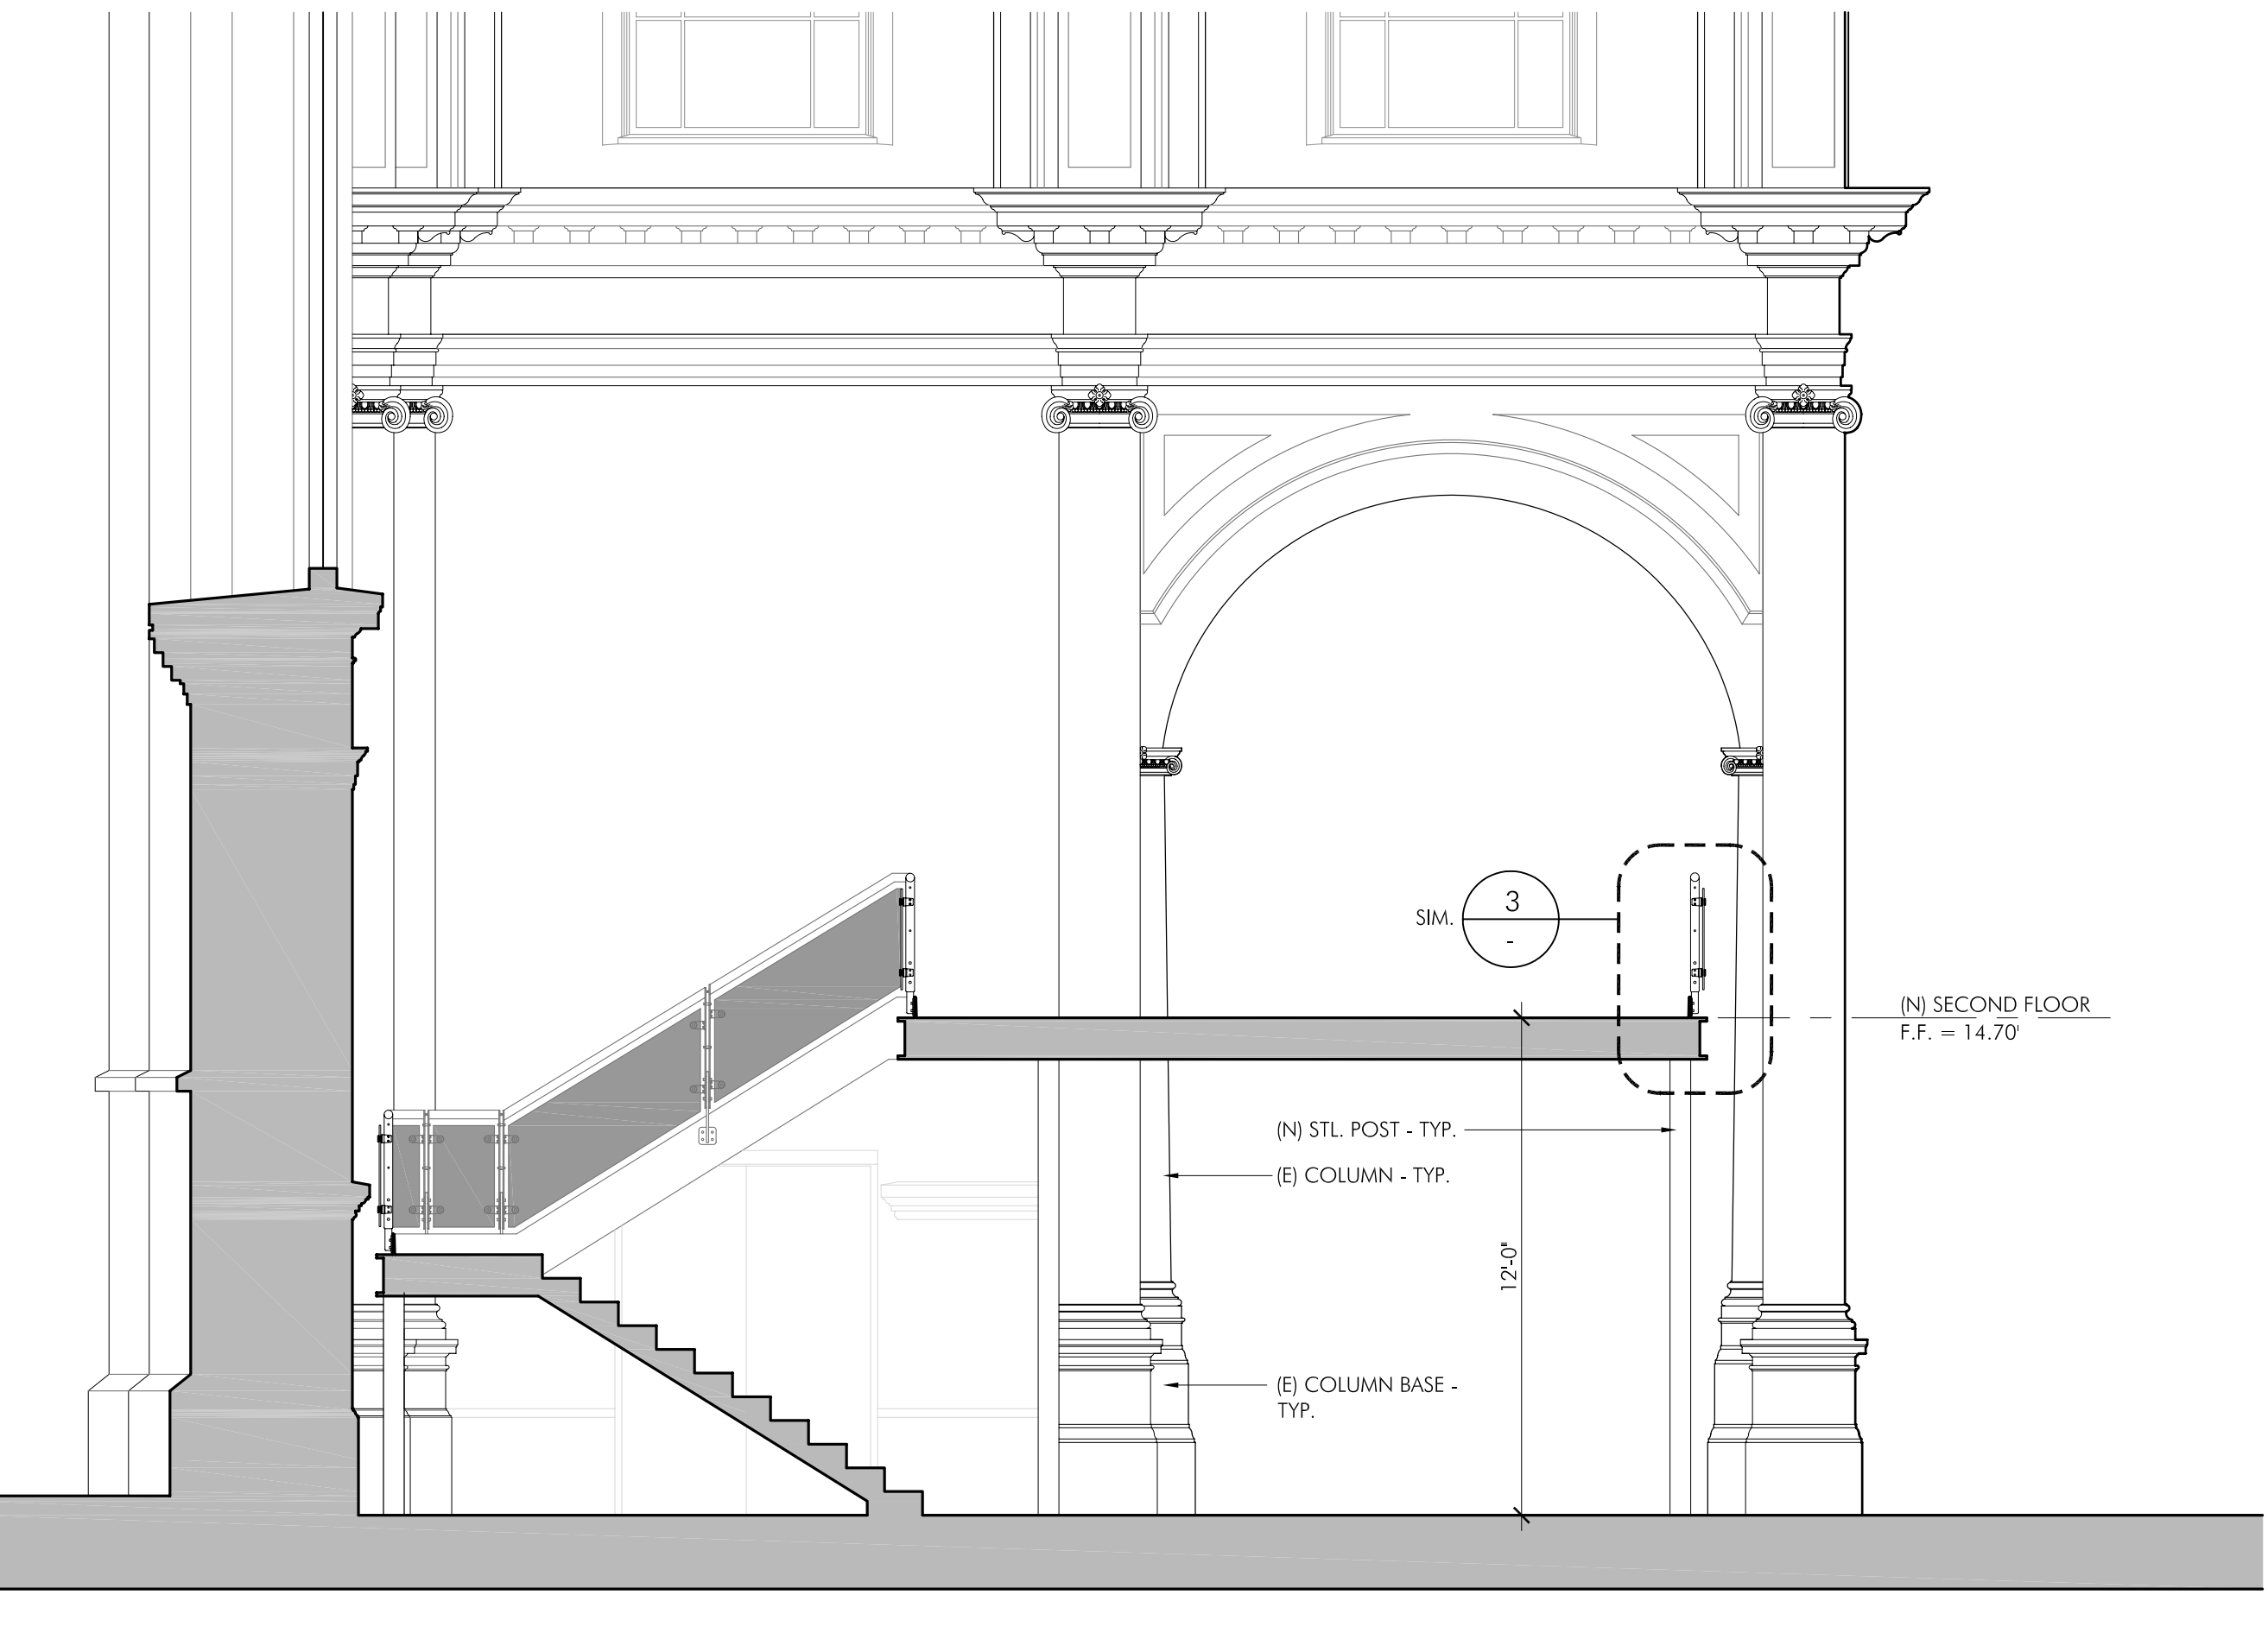 3
SIM.
-
(N) SECOND FLOOR
F.F. = 14.70'
(N) STL. POST - TYP.
(E) COLUMN - TYP.
12'-0"
(E) COLUMN BASE -
TYP.